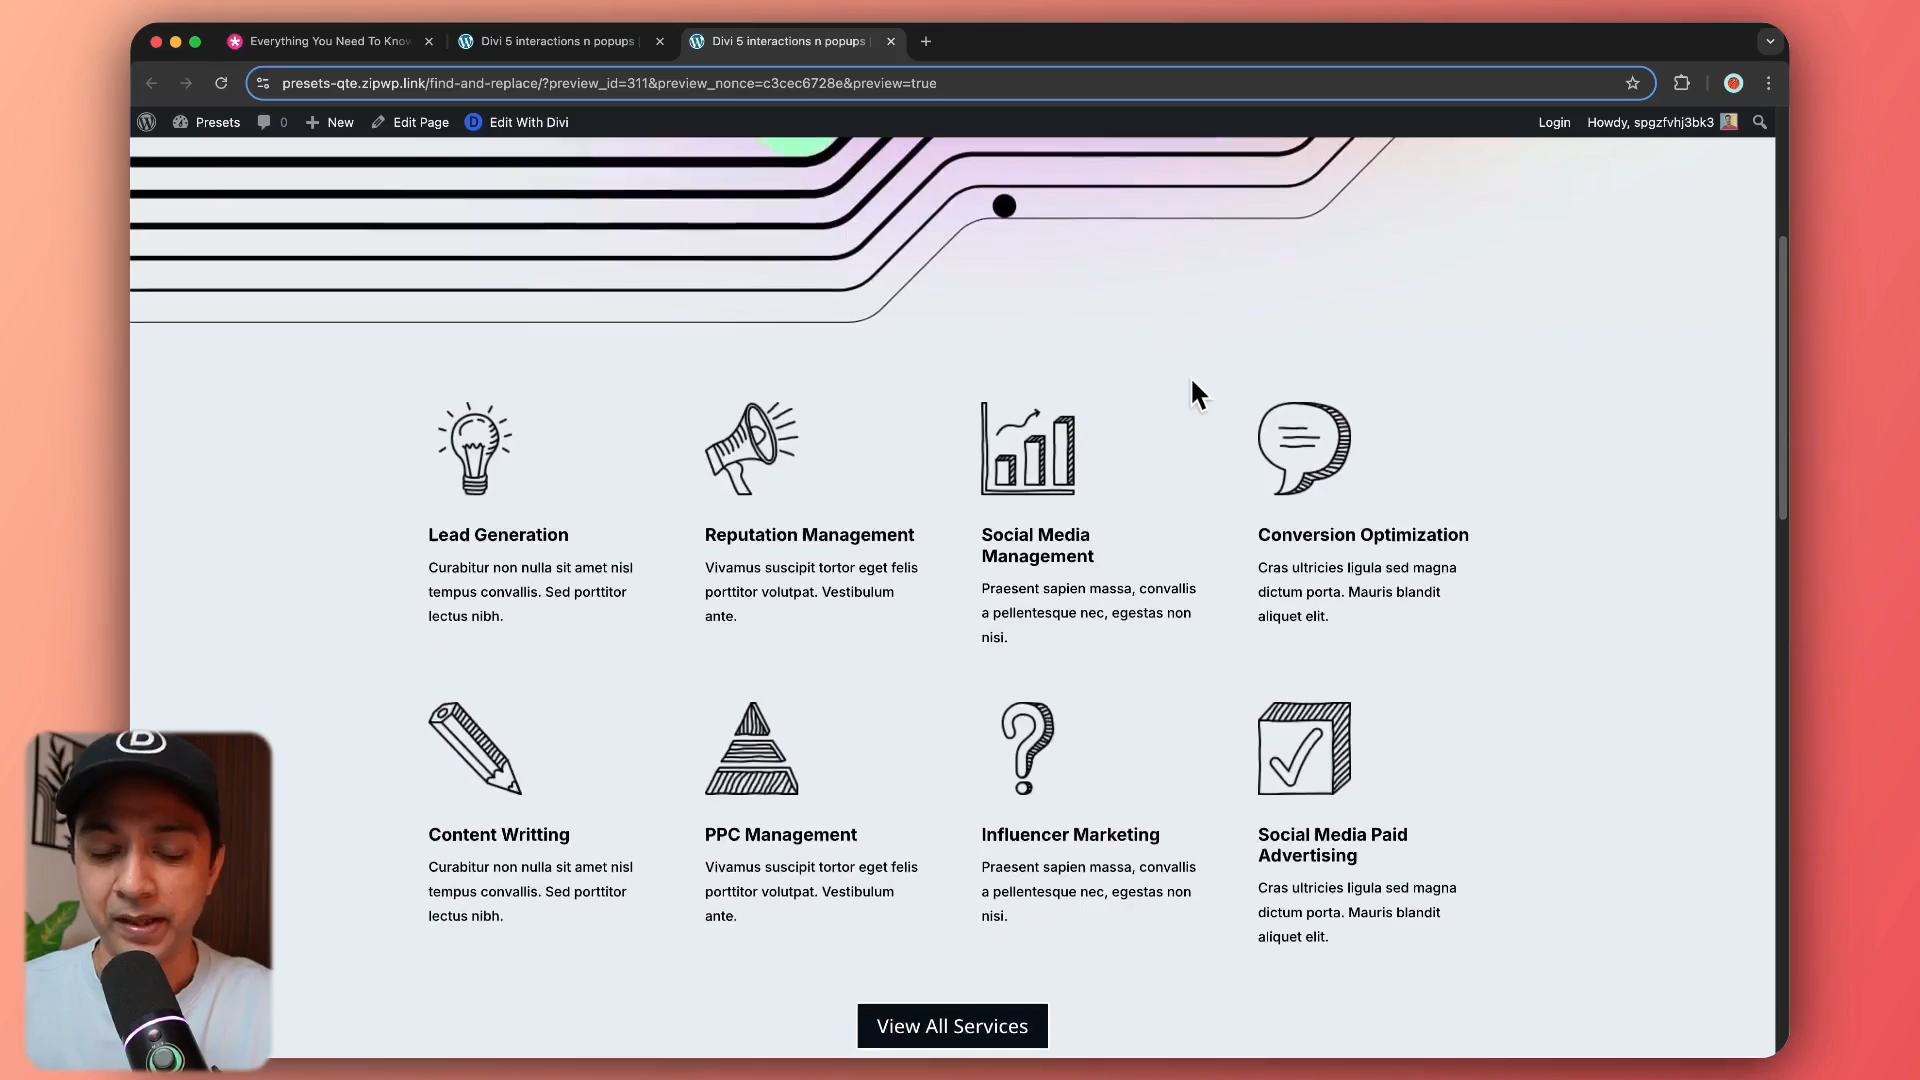 Everything You Need To Know
Divi 5 interactions n popups
Divi 5 interactions n popups
presets-qte.zipwp.link/find-and-replace/?preview_id=311&preview_nonce=c3cec6728e&preview=true
Presets
0
New
Edit Page
D
Edit With Divi
Login
Howdy, spgzfvhj3bk3
Lead Generation
Curabitur non nulla sit amet nisl
tempus convallis. Sed porttitor
lectus nibh.
Reputation Management
Vivamus suscipit tortor eget felis
porttitor volutpat. Vestibulum
ante.
Social Media
Management
Praesent sapien massa, convallis
a pellentesque nec, egestas non
nisi.
Conversion Optimization
Cras ultricies ligula sed magna
dictum porta. Mauris blandit
aliquet elit.
Content Writting
Curabitur non nulla sit amet nisl
tempus convallis. Sed porttitor
lectus nibh.
PPC Management
Vivamus suscipit tortor eget felis
porttitor volutpat. Vestibulum
ante.
Influencer Marketing
Praesent sapien massa, convallis
a pellentesque nec, egestas non
nisi.
Social Media Paid
Advertising
Cras ultricies ligula sed magna
dictum porta. Mauris blandit
aliquet elit.
View All Services